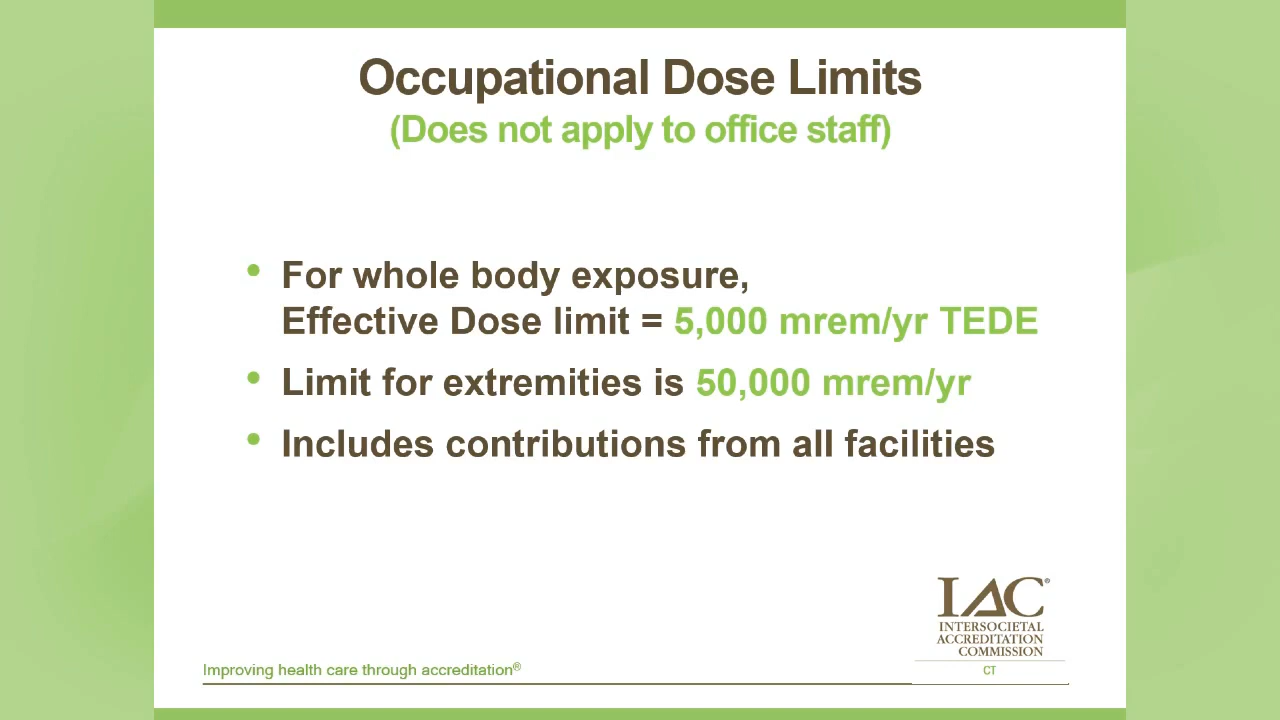 Occupational Dose Limits
(Does not apply to office staff)
• For whole body exposure,
Effective Dose limit = 5,000 mrem/yr TEDE
• Limit for extremities is 50,000 mrem/yr
• Includes contributions from all facilities
IAC®
INTERSOCIETAL
ACCREDITATION
COMMISSION
CT
Improving health care through accreditation®